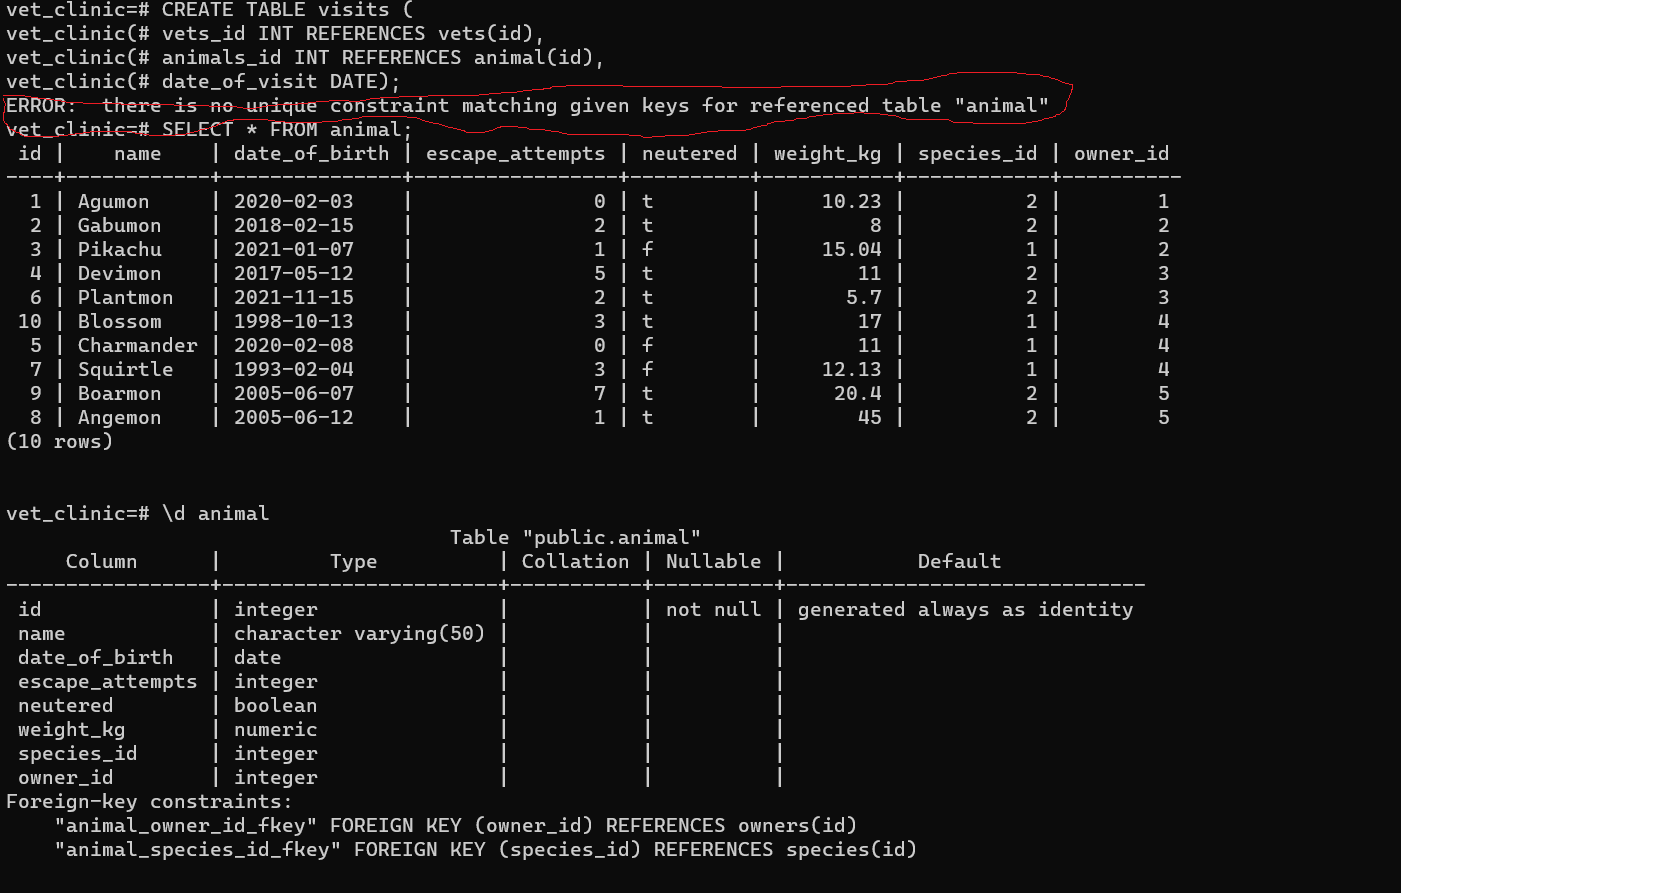 vet_clinic=# CREATE TABLE visits (
vet_clinic(# vets_id INT REFERENCES vets(id),
vet_clinic(# animals_id INT REFERENCES animal(id),
vet_clinic(# date_of_visit DATE);
ERROR:  there is no unique constraint matching given keys for referenced table "animal"
vet_clinic=# SELECT * FROM animal;
 id |    name    | date_of_birth | escape_attempts | neutered | weight_kg | species_id | owner_id
----+------------+---------------+-----------------+----------+-----------+------------+----------
  1 | Agumon     | 2020-02-03    |               0 | t        |     10.23 |          2 |        1
  2 | Gabumon    | 2018-02-15    |               2 | t        |         8 |          2 |        2
  3 | Pikachu    | 2021-01-07    |               1 | f        |     15.04 |          1 |        2
  4 | Devimon    | 2017-05-12    |               5 | t        |        11 |          2 |        3
  6 | Plantmon   | 2021-11-15    |               2 | t        |       5.7 |          2 |        3
 10 | Blossom    | 1998-10-13    |               3 | t        |        17 |          1 |        4
  5 | Charmander | 2020-02-08    |               0 | f        |        11 |          1 |        4
  7 | Squirtle   | 1993-02-04    |               3 | f        |     12.13 |          1 |        4
  9 | Boarmon    | 2005-06-07    |               7 | t        |      20.4 |          2 |        5
  8 | Angemon    | 2005-06-12    |               1 | t        |        45 |          2 |        5
(10 rows)
vet_clinic=# \d animal
                                     Table "public.animal"
     Column      |         Type          | Collation | Nullable |           Default
-----------------+-----------------------+-----------+----------+------------------------------
 id              | integer               |           | not null | generated always as identity
 name            | character varying(50) |           |          |
 date_of_birth   | date                  |           |          |
 escape_attempts | integer               |           |          |
 neutered        | boolean               |           |          |
 weight_kg       | numeric               |           |          |
 species_id      | integer               |           |          |
 owner_id        | integer               |           |          |
Foreign-key constraints:
    "animal_owner_id_fkey" FOREIGN KEY (owner_id) REFERENCES owners(id)
    "animal_species_id_fkey" FOREIGN KEY (species_id) REFERENCES species(id)